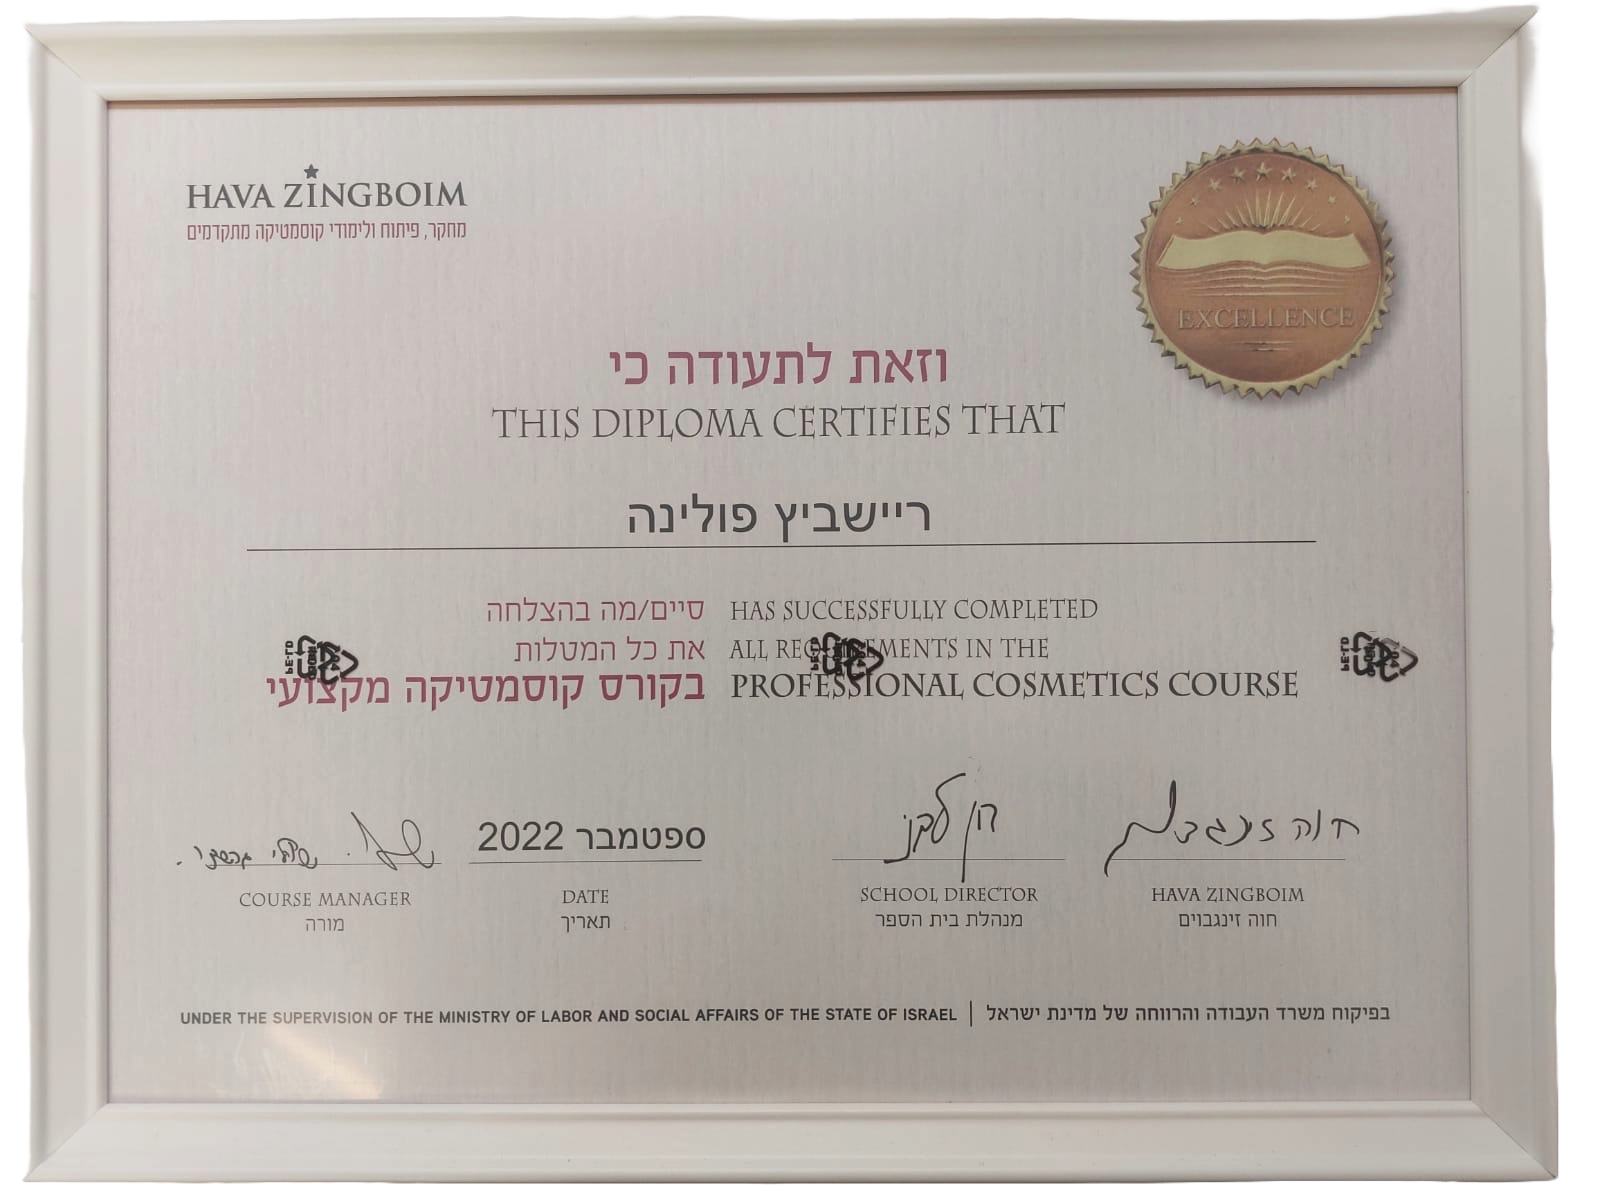 HAVA ZINGBOIM
מחקר, פיתוח ולימודי קוסמטיקה מתקדמים
EXCELLENCE
וזאת לתעודה כי
THIS DIPLOMA CERTIFIES THAT
ריישביץ פולינה
סיים/מה בהצלחה
את כל המטלות
בקורס קוסמטיקה מקצועי
HAS SUCCESSFULLY COMPLETED
ALL REQUIREMENTS IN THE
PROFESSIONAL COSMETICS COURSE
חוה זינגבוים
HAVA ZINGBOIM
חוה זינגבוים
SCHOOL DIRECTOR
מנהלת בית הספר
ספטמבר 2022
DATE
תאריך
COURSE MANAGER
מורה
UNDER THE SUPERVISION OF THE MINISTRY OF LABOR AND SOCIAL AFFAIRS OF THE STATE OF ISRAEL | בפיקוח משרד העבודה והרווחה של מדינת ישראל